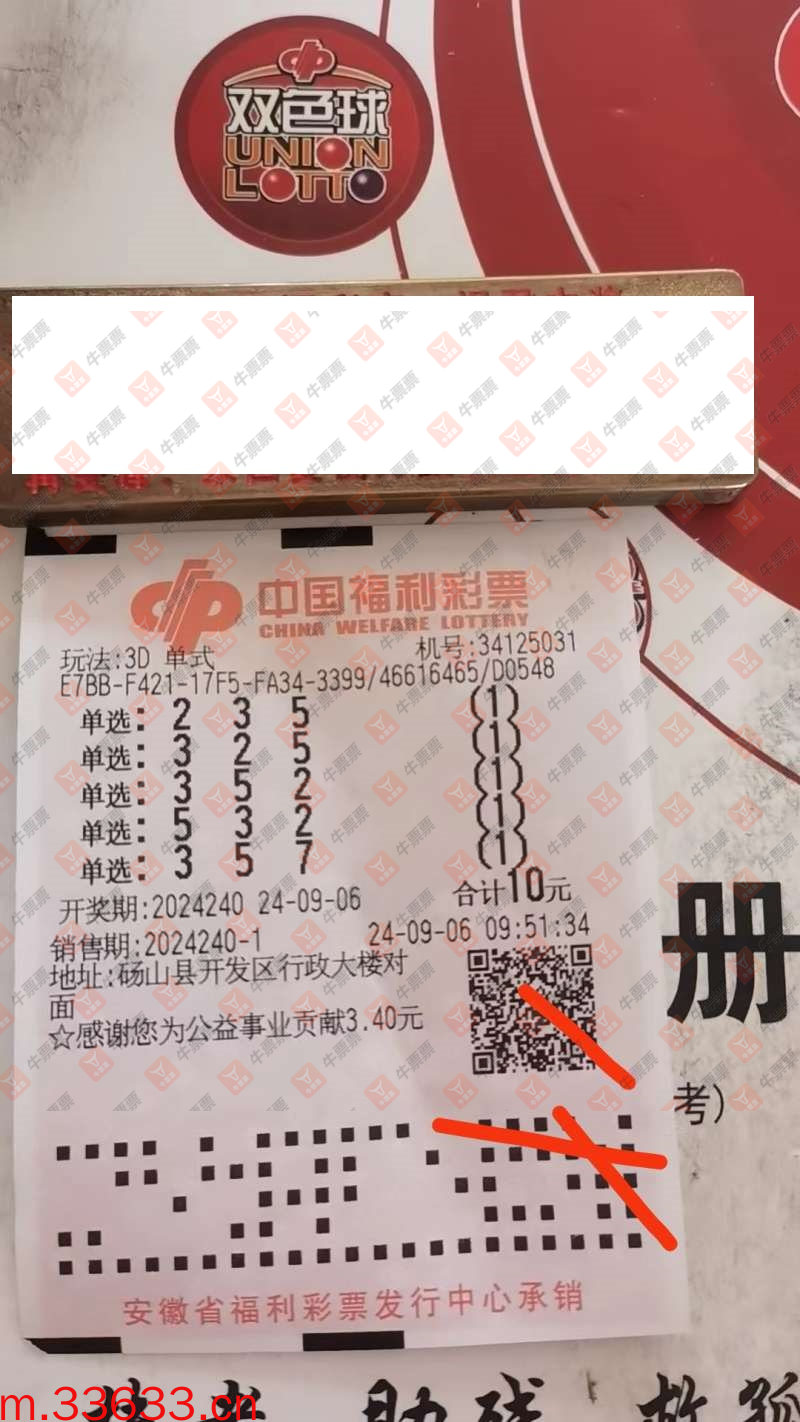 双色球
UNION
LOTTO
中国福利彩票
CHINA WELFARE LOTTERY
玩法:3D 单式 机号:34125031
E7BB-F421-17F5-FA34-3399/46616465/D0548
单选: 2 3 5 (1)
单选: 3 2 5 (1)
单选: 3 5 2 (1)
单选: 5 3 2 (1)
单选: 3 5 7 (1)
合计10元
开奖期:2024240 24-09-06
销售期:2024240-1 24-09-06 09:51:34
地址:砀山县开发区行政大楼对
面
☆感谢您为公益事业贡献3.40元
册
考)
安徽省福利彩票发行中心承销
m.33633.cn
牛票票